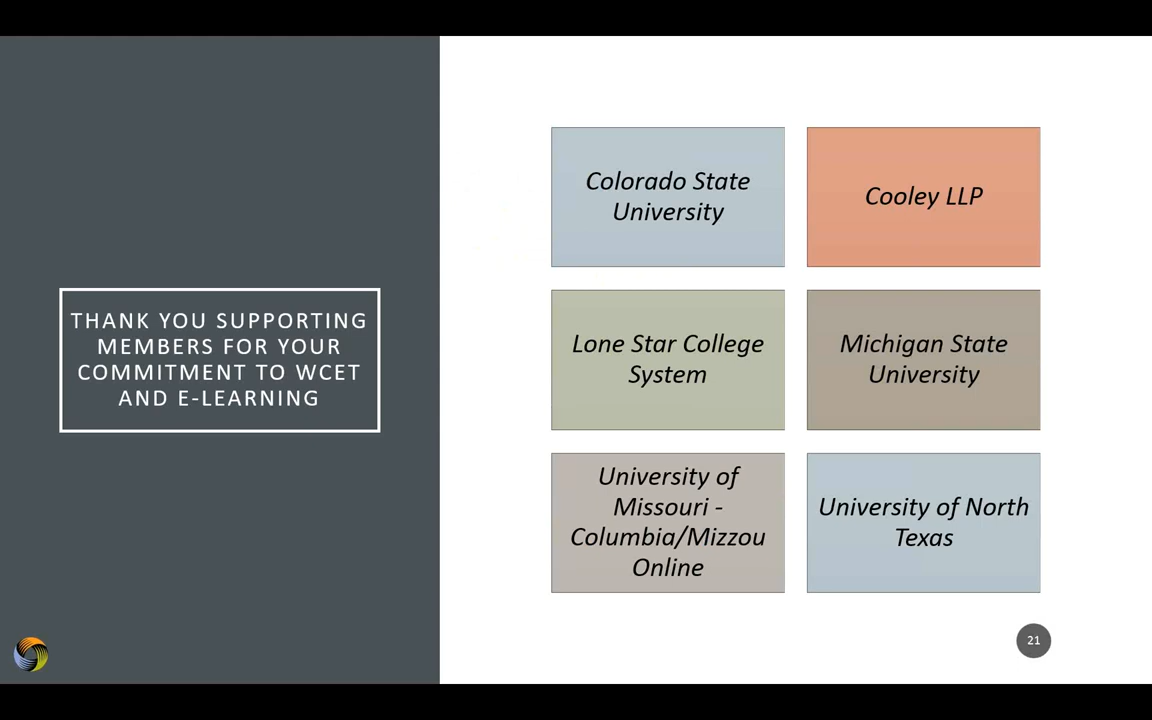 THANK YOU SUPPORTING
MEMBERS FOR YOUR
COMMITMENT TO WCET
AND E-LEARNING
Colorado State
University
Cooley LLP
Lone Star College
System
Michigan State
University
University of
Missouri -
Columbia/Mizzou
Online
University of North
Texas
21